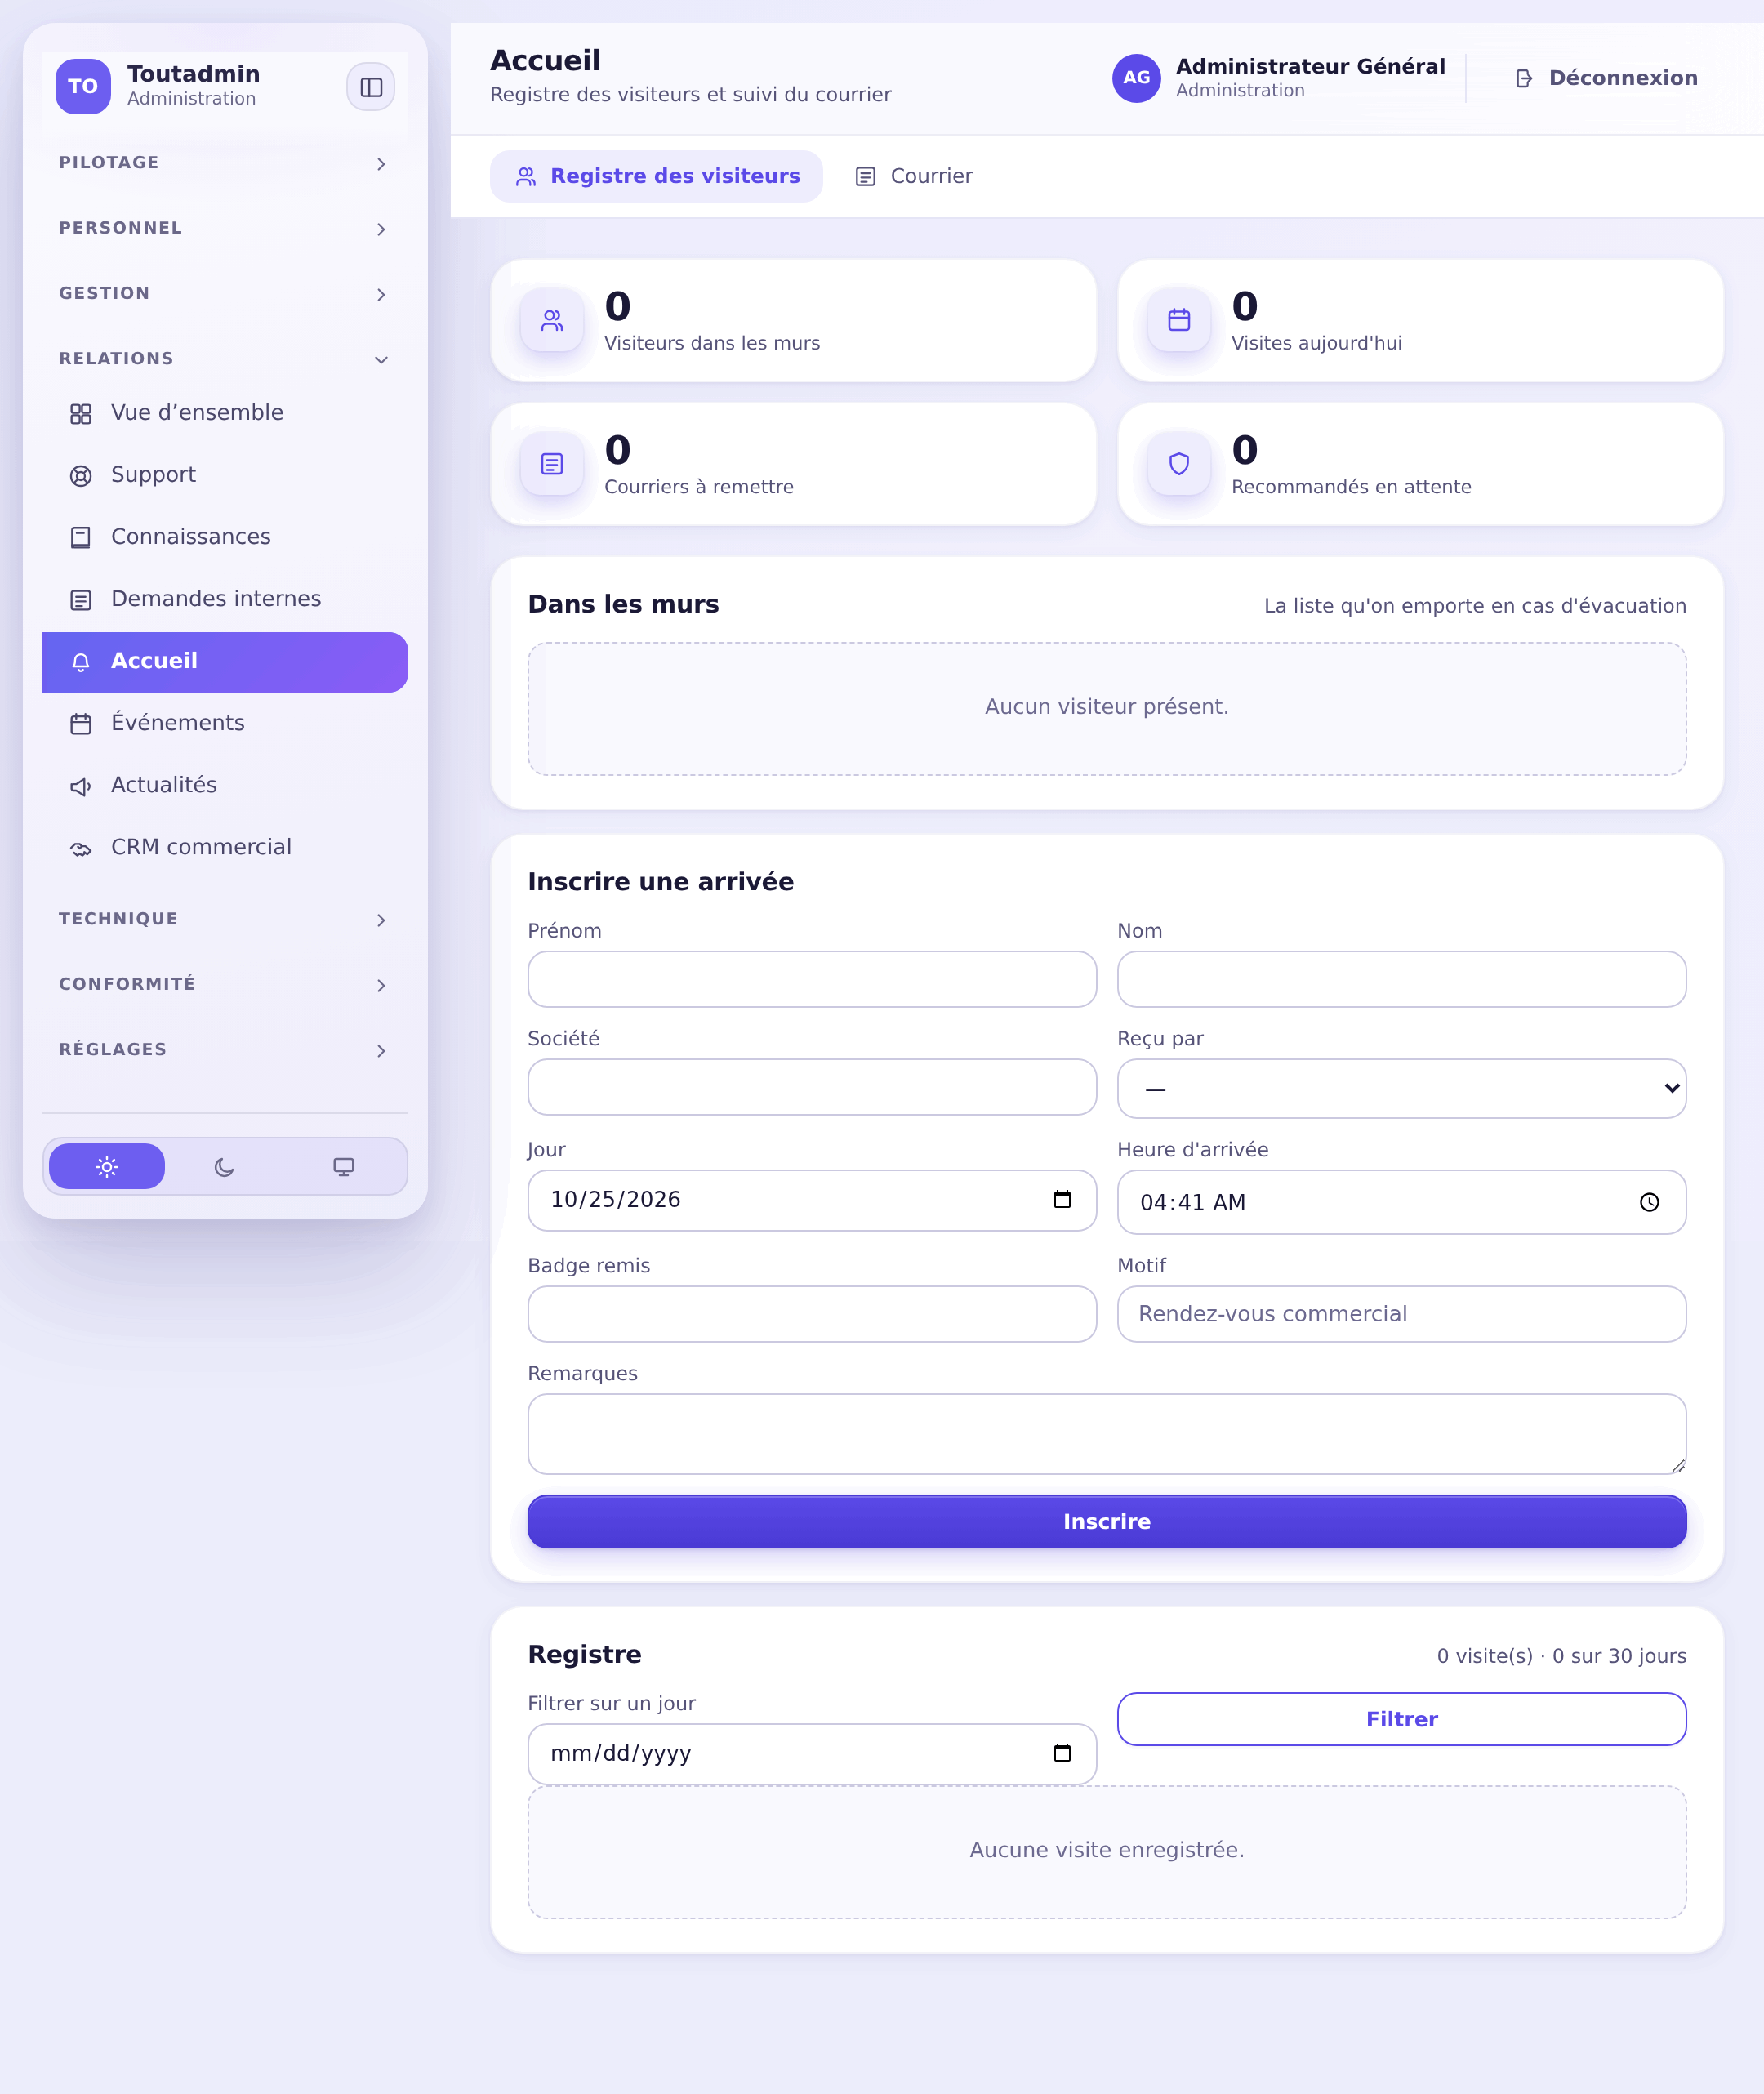 TO
Toutadmin
Administration
PILOTAGE
PERSONNEL
GESTION
RELATIONS
Vue d’ensemble
Support
Connaissances
Demandes internes
Accueil
Événements
Actualités
CRM commercial
TECHNIQUE
CONFORMITÉ
RÉGLAGES
Accueil
Registre des visiteurs et suivi du courrier
AG
Administrateur Général
Administration
Déconnexion
Registre des visiteurs
Courrier
0
Visiteurs dans les murs
0
Visites aujourd'hui
0
Courriers à remettre
0
Recommandés en attente
Dans les murs
La liste qu'on emporte en cas d'évacuation
Aucun visiteur présent.
Inscrire une arrivée
Prénom
Nom
Société
Reçu par
—
Jour
10/25/2026
Heure d'arrivée
04:41 AM
Badge remis
Motif
Rendez-vous commercial
Remarques
Inscrire
Registre
0 visite(s) · 0 sur 30 jours
Filtrer sur un jour
mm/dd/yyyy
Filtrer
Aucune visite enregistrée.